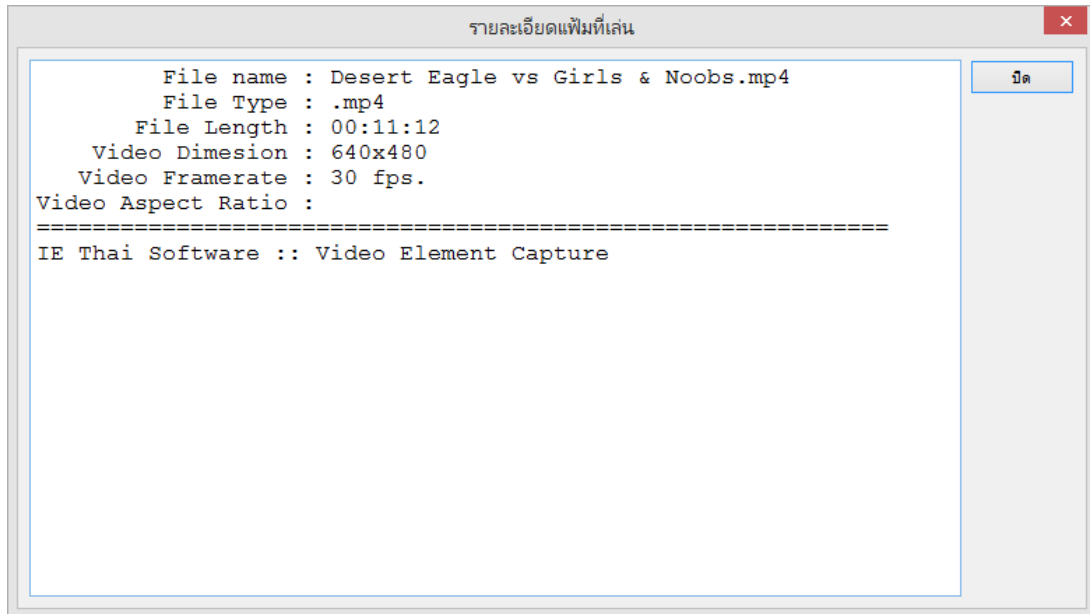 รายละเอียดแฟ้มที่เล่น
File name : Desert Eagle vs Girls & Noobs.mp4
ปิด
File Type : .mp4
File Length : 00:11:12
Video Dimesion : 640x480
Video Framerate : 30 fps.
Video Aspect Ratio :
=============================================================
IE Thai Software :: Video Element Capture